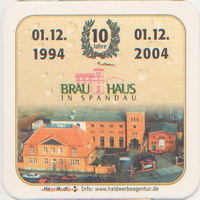 01.12.
10
01.12.
Jahre
1994
2004
BRAU HAUS
IN SPANDAU
Info: www.haldwerbeagentur.de